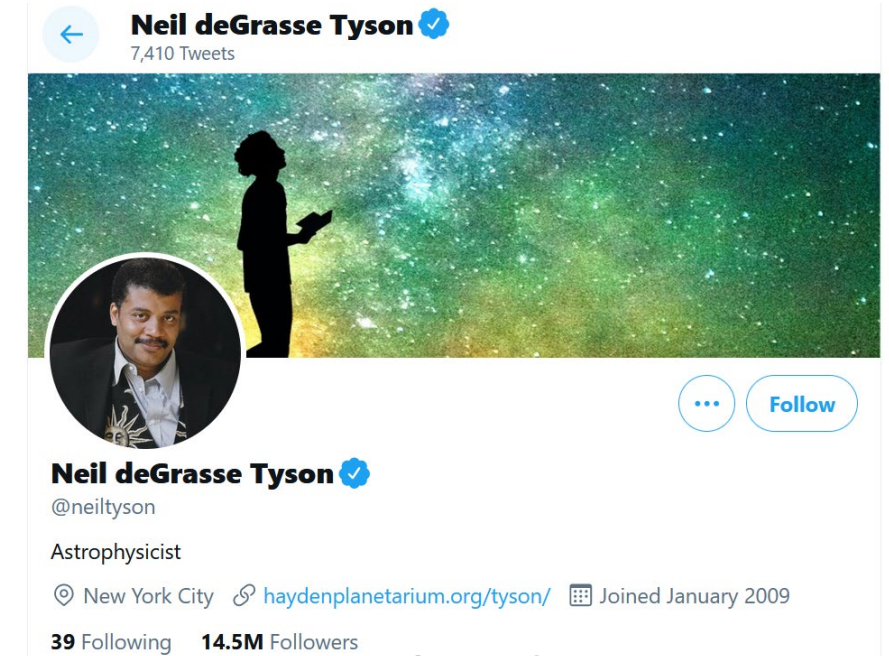 Neil deGrasse Tyson
7,410 Tweets
Follow
Neil deGrasse Tyson
@neiltyson
Astrophysicist
New York City haydenplanetarium.org/tyson/ Joined January 2009
39 Following 14.5M Followers